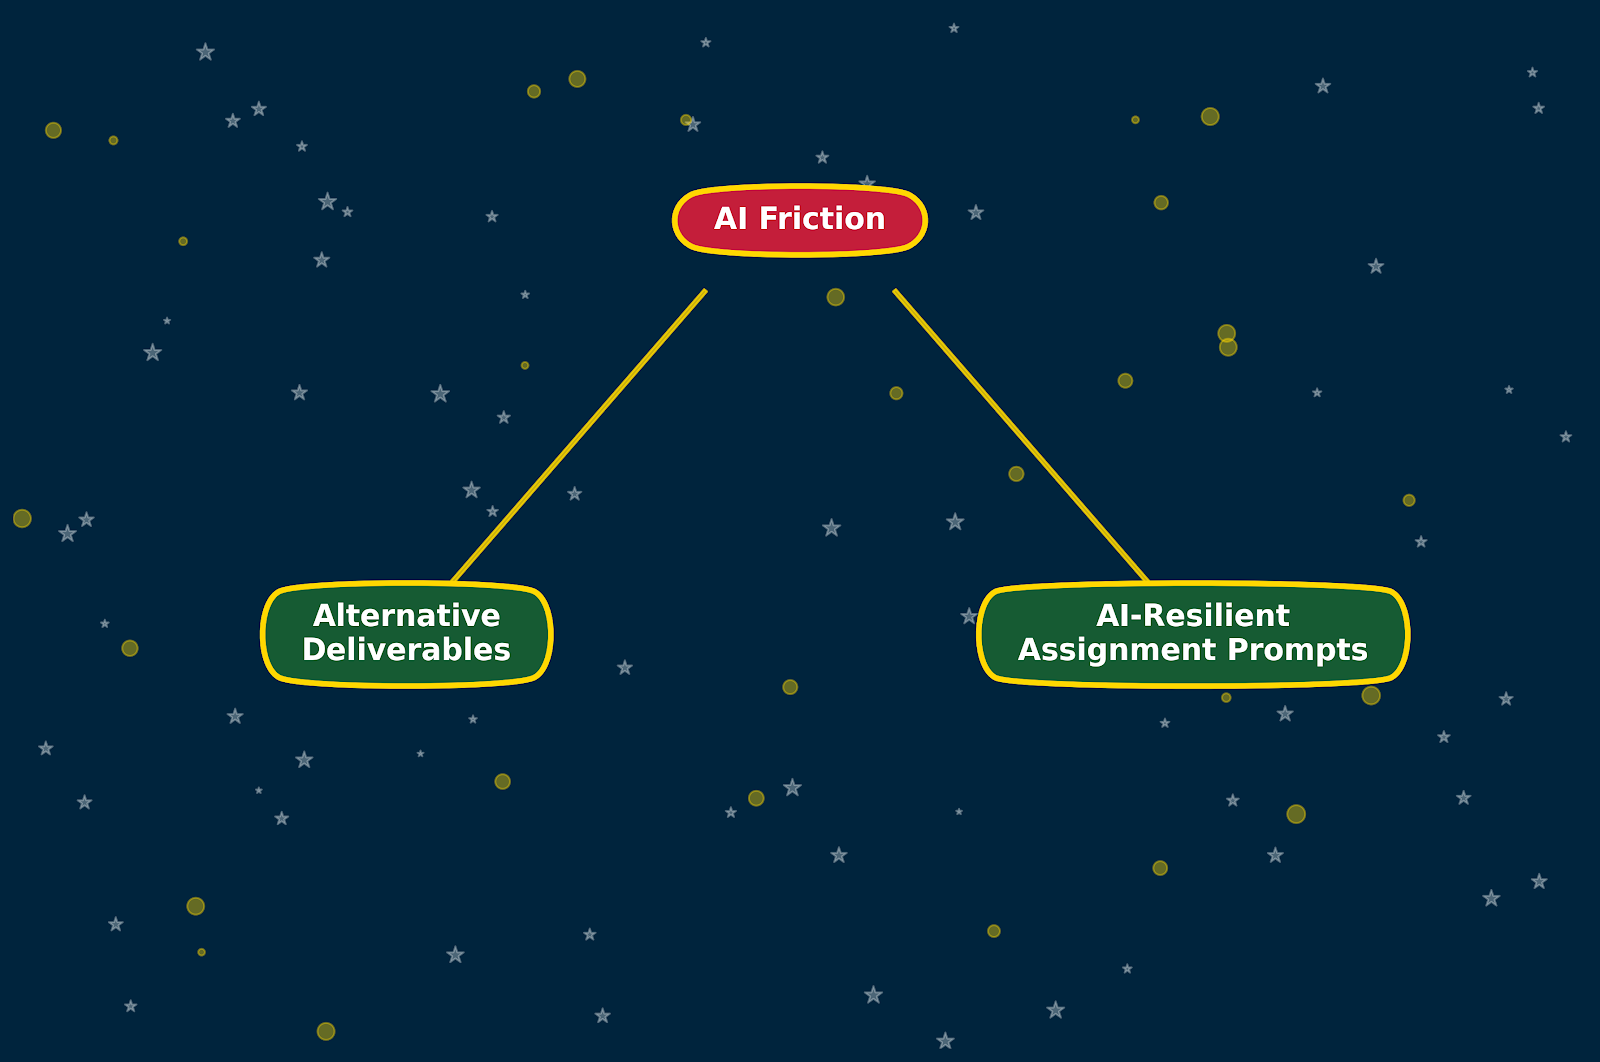 AI Friction
Alternative
Deliverables
AI-Resilient
Assignment Prompts